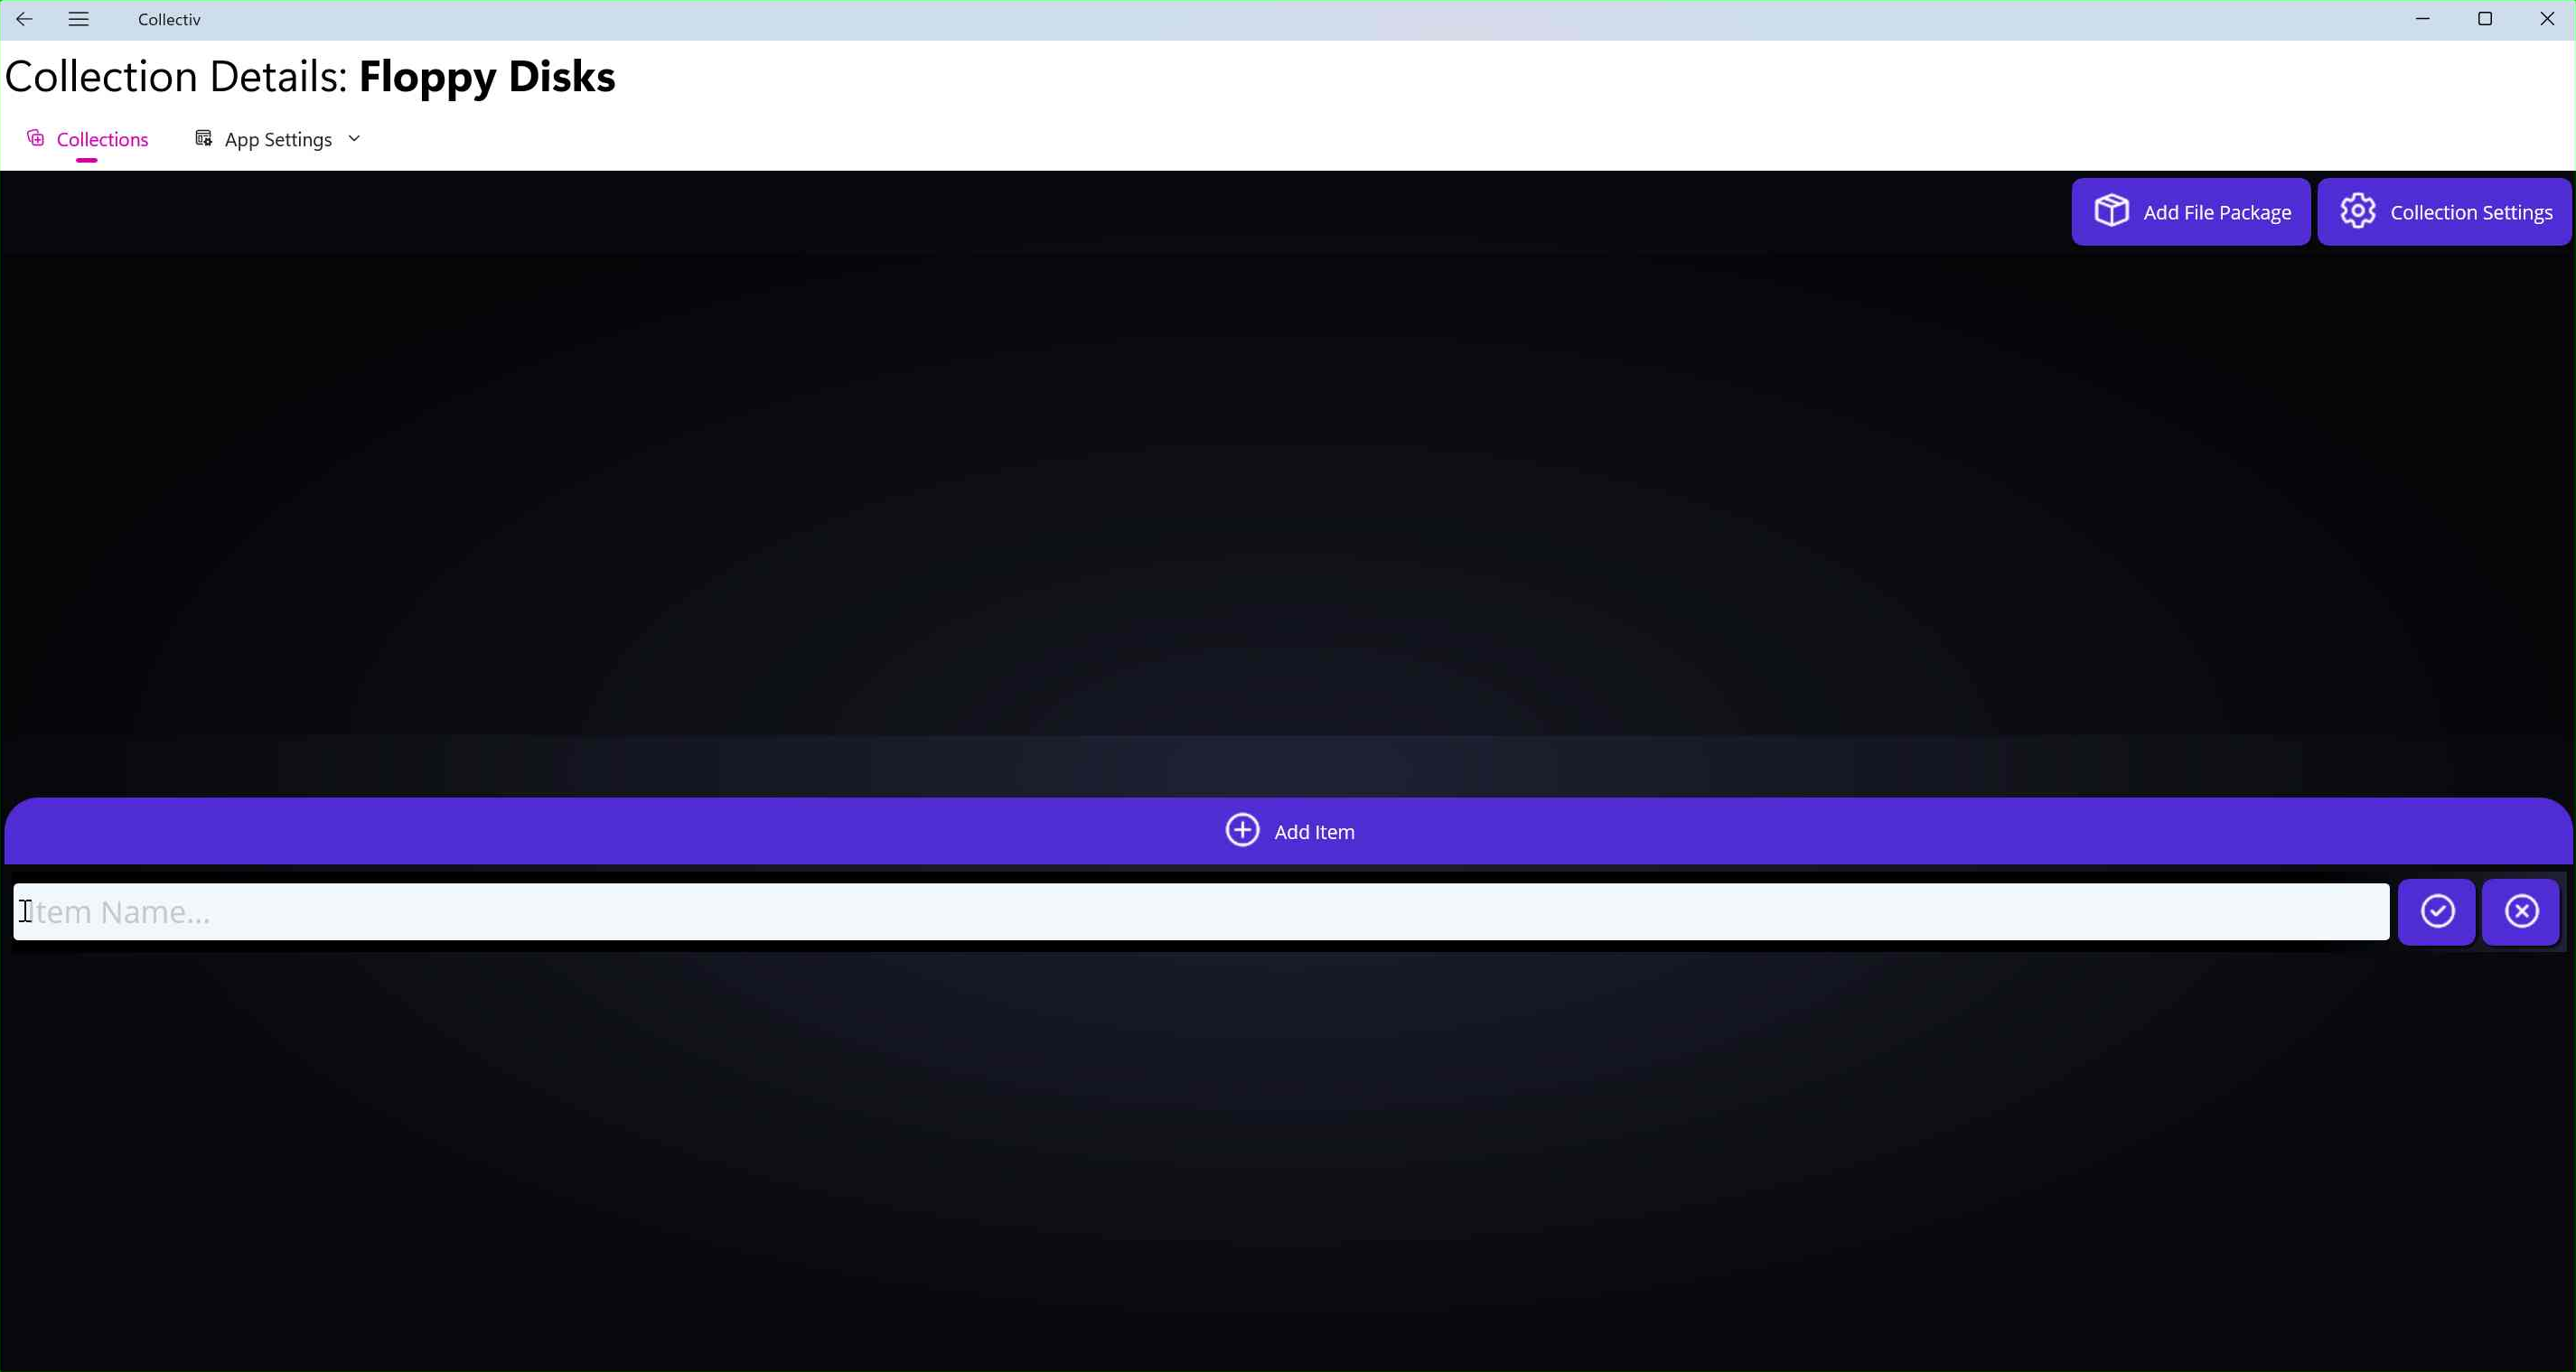 Collectiv
Collection Details: Floppy Disks
Collections
App Settings
Add File Package
Collection Settings
Add Item
Item Name...